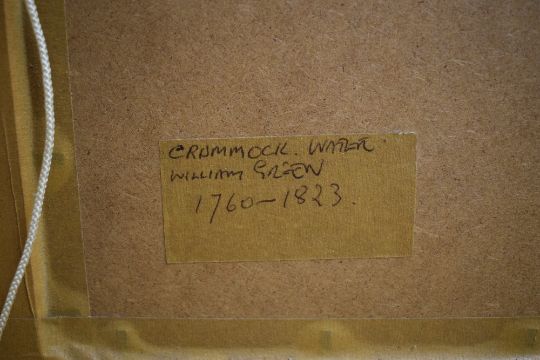 CRUMMOCK. WATER.
WILLIAM GREEN
1760-1823.